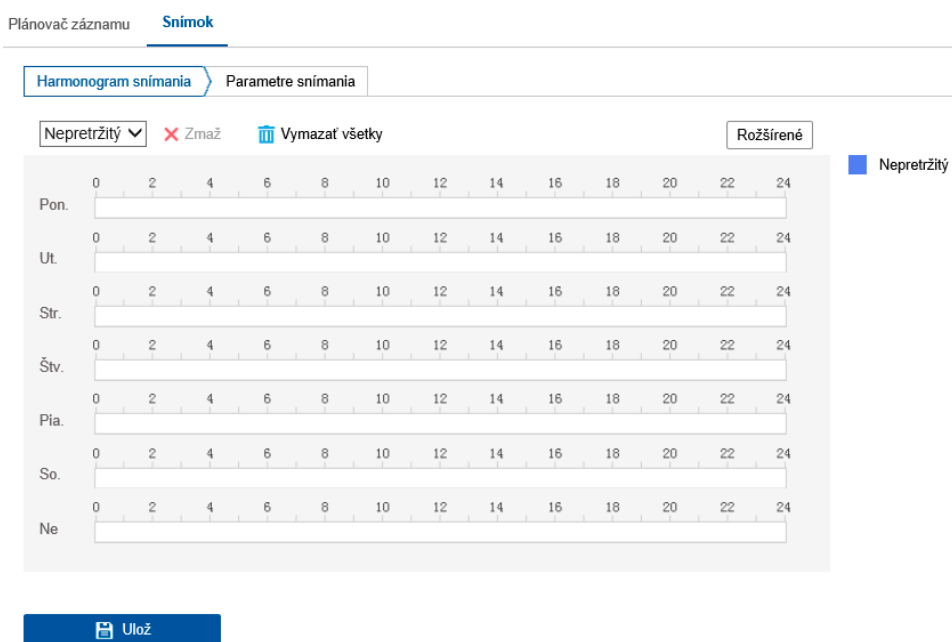 Plánovač záznamu Snímok
Harmonogram snímania Parametre snímania
Nepretržitý Zmaž Vymazať všetky Rožšírené
Nepretržitý
0 2 4 6 8 10 12 14 16 18 20 22 24
Pon.
0 2 4 6 8 10 12 14 16 18 20 22 24
Ut.
0 2 4 6 8 10 12 14 16 18 20 22 24
Str.
0 2 4 6 8 10 12 14 16 18 20 22 24
Štv.
0 2 4 6 8 10 12 14 16 18 20 22 24
Pia.
0 2 4 6 8 10 12 14 16 18 20 22 24
So.
0 2 4 6 8 10 12 14 16 18 20 22 24
Ne
Ulož